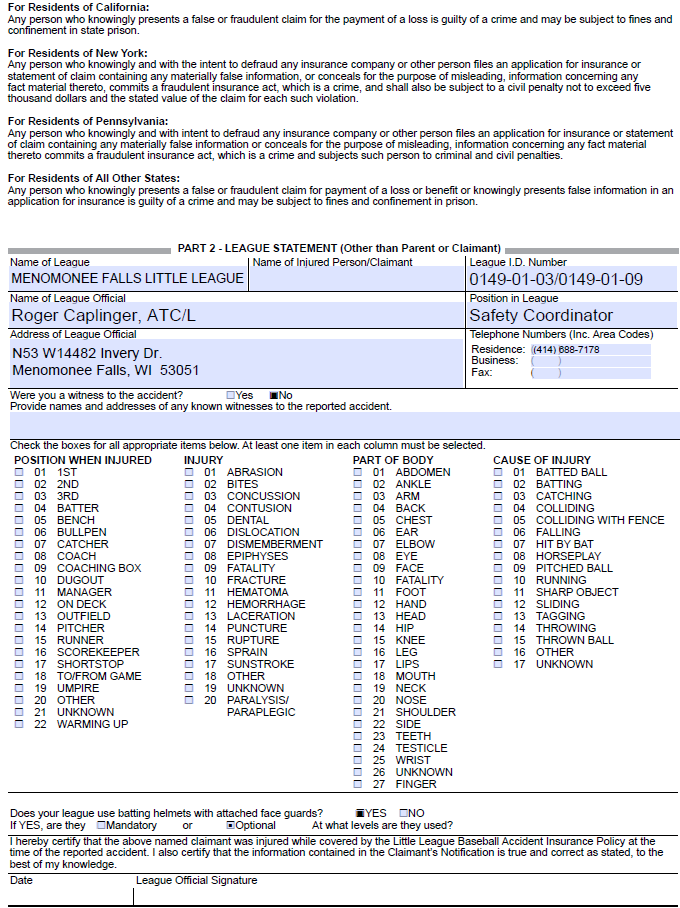 For Residents of California:
Any person who knowingly presents a false or fraudulent claim for the payment of a loss is guilty of a crime and may be subject to fines and
confinement in state prison.
For Residents of New York:
Any person who knowingly and with the intent to defraud any insurance company or other person files an application for insurance or
statement of claim containing any materially false information, or conceals for the purpose of misleading, information concerning any
fact material thereto, commits a fraudulent insurance act, which is a crime, and shall also be subject to a civil penalty not to exceed five
thousand dollars and the stated value of the claim for each such violation.
For Residents of Pennsylvania:
Any person who knowingly and with intent to defraud any insurance company or other person files an application for insurance or statement
of claim containing any materially false information or conceals for the purpose of misleading, information concerning any fact material
thereto commits a fraudulent insurance act, which is a crime and subjects such person to criminal and civil penalties.
For Residents of All Other States:
Any person who knowingly presents a false or fraudulent claim for payment of a loss or benefit or knowingly presents false information in an
application for insurance is guilty of a crime and may be subject to fines and confinement in prison.
PART 2 - LEAGUE STATEMENT (Other than Parent or Claimant)
Name of League Name of Injured Person/Claimant League I.D. Number
MENOMONEE FALLS LITTLE LEAGUE 0149-01-03/0149-01-09
Name of League Official Position in League
Roger Caplinger, ATC/L Safety Coordinator
Address of League Official Telephone Numbers (Inc. Area Codes)
N53 W14482 Invery Dr. Residence: (414) 688-7178
Menomonee Falls, WI 53051 Business: ( )
Fax: ( )
Were you a witness to the accident? ☐Yes ☒No
Provide names and addresses of any known witnesses to the reported accident.
Check the boxes for all appropriate items below. At least one item in each column must be selected.
POSITION WHEN INJURED INJURY PART OF BODY CAUSE OF INJURY
☐ 01 1ST ☐ 01 ABRASION ☐ 01 ABDOMEN ☐ 01 BATTED BALL
☐ 02 2ND ☐ 02 BITES ☐ 02 ANKLE ☐ 02 BATTING
☐ 03 3RD ☐ 03 CONCUSSION ☐ 03 ARM ☐ 03 CATCHING
☐ 04 BATTER ☐ 04 CONTUSION ☐ 04 BACK ☐ 04 COLLIDING
☐ 05 BENCH ☐ 05 DENTAL ☐ 05 CHEST ☐ 05 COLLIDING WITH FENCE
☐ 06 BULLPEN ☐ 06 DISLOCATION ☐ 06 EAR ☐ 06 FALLING
☐ 07 CATCHER ☐ 07 DISMEMBERMENT ☐ 07 ELBOW ☐ 07 HIT BY BAT
☐ 08 COACH ☐ 08 EPIPHYSES ☐ 08 EYE ☐ 08 HORSEPLAY
☐ 09 COACHING BOX ☐ 09 FATALITY ☐ 09 FACE ☐ 09 PITCHED BALL
☐ 10 DUGOUT ☐ 10 FRACTURE ☐ 10 FATALITY ☐ 10 RUNNING
☐ 11 MANAGER ☐ 11 HEMATOMA ☐ 11 FOOT ☐ 11 SHARP OBJECT
☐ 12 ON DECK ☐ 12 HEMORRHAGE ☐ 12 HAND ☐ 12 SLIDING
☐ 13 OUTFIELD ☐ 13 LACERATION ☐ 13 HEAD ☐ 13 TAGGING
☐ 14 PITCHER ☐ 14 PUNCTURE ☐ 14 HIP ☐ 14 THROWING
☐ 15 RUNNER ☐ 15 RUPTURE ☐ 15 KNEE ☐ 15 THROWN BALL
☐ 16 SCOREKEEPER ☐ 16 SPRAIN ☐ 16 LEG ☐ 16 OTHER
☐ 17 SHORTSTOP ☐ 17 SUNSTROKE ☐ 17 LIPS ☐ 17 UNKNOWN
☐ 18 TO/FROM GAME ☐ 18 OTHER ☐ 18 MOUTH
☐ 19 UMPIRE ☐ 19 UNKNOWN ☐ 19 NECK
☐ 20 OTHER ☐ 20 PARALYSIS/ ☐ 20 NOSE
☐ 21 UNKNOWN PARAPLEGIC ☐ 21 SHOULDER
☐ 22 WARMING UP ☐ 22 SIDE
☐ 23 TEETH
☐ 24 TESTICLE
☐ 25 WRIST
☐ 26 UNKNOWN
☐ 27 FINGER
Does your league use batting helmets with attached face guards? ☒YES ☐NO
If YES, are they ☐Mandatory or ☒Optional At what levels are they used?
I hereby certify that the above named claimant was injured while covered by the Little League Baseball Accident Insurance Policy at the
time of the reported accident. I also certify that the information contained in the Claimant's Notification is true and correct as stated, to the
best of my knowledge.
Date League Official Signature